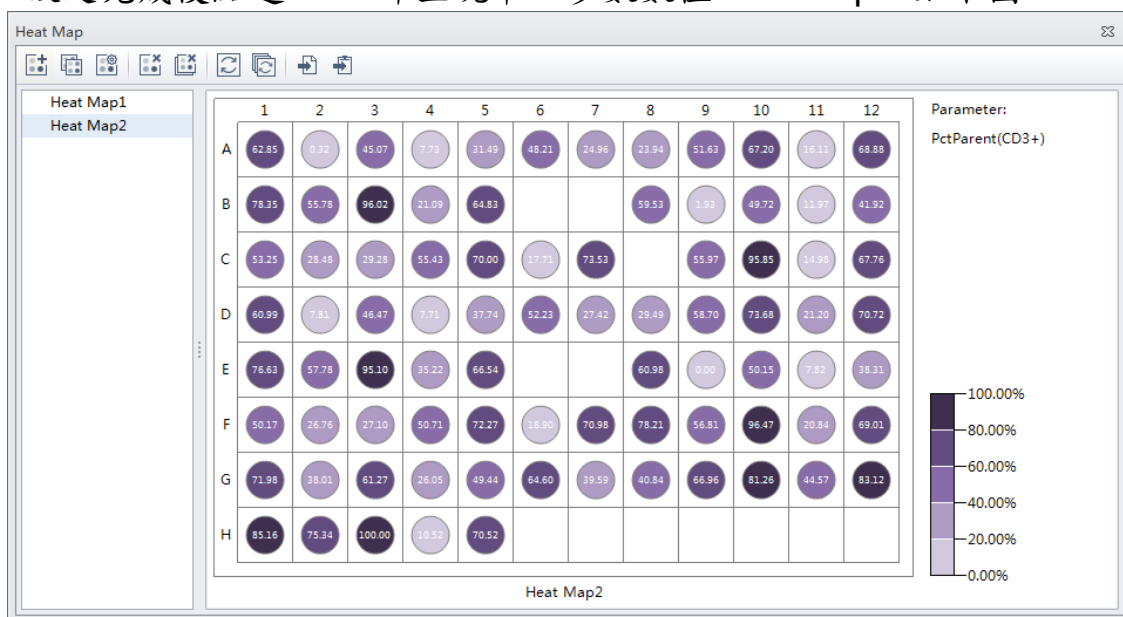 Heat Map
Heat Map1
Heat Map2
1 2 3 4 5 6 7 8 9 10 11 12
A 62.85 0.32 45.07 7.73 31.49 48.21 24.96 23.94 51.63 67.20 16.11 68.88
B 78.35 55.78 96.02 21.09 64.83 59.53 1.93 49.72 11.97 41.92
C 53.25 28.48 29.28 55.43 70.00 17.71 73.53 55.97 95.85 14.98 67.76
D 60.99 7.81 46.47 7.71 37.74 52.23 27.42 29.49 58.70 73.68 21.20 70.72
E 76.63 57.78 95.10 35.22 66.54 60.98 0.00 50.15 7.82 38.31
F 50.17 26.76 27.10 50.71 72.27 18.90 70.98 78.21 56.81 96.47 20.84 69.01
G 71.98 38.01 61.27 26.05 49.44 64.60 39.59 40.84 66.96 81.26 44.57 83.12
H 85.16 75.34 100.00 10.52 70.52
Heat Map2
Parameter:
PctParent(CD3+)
100.00%
80.00%
60.00%
40.00%
20.00%
0.00%